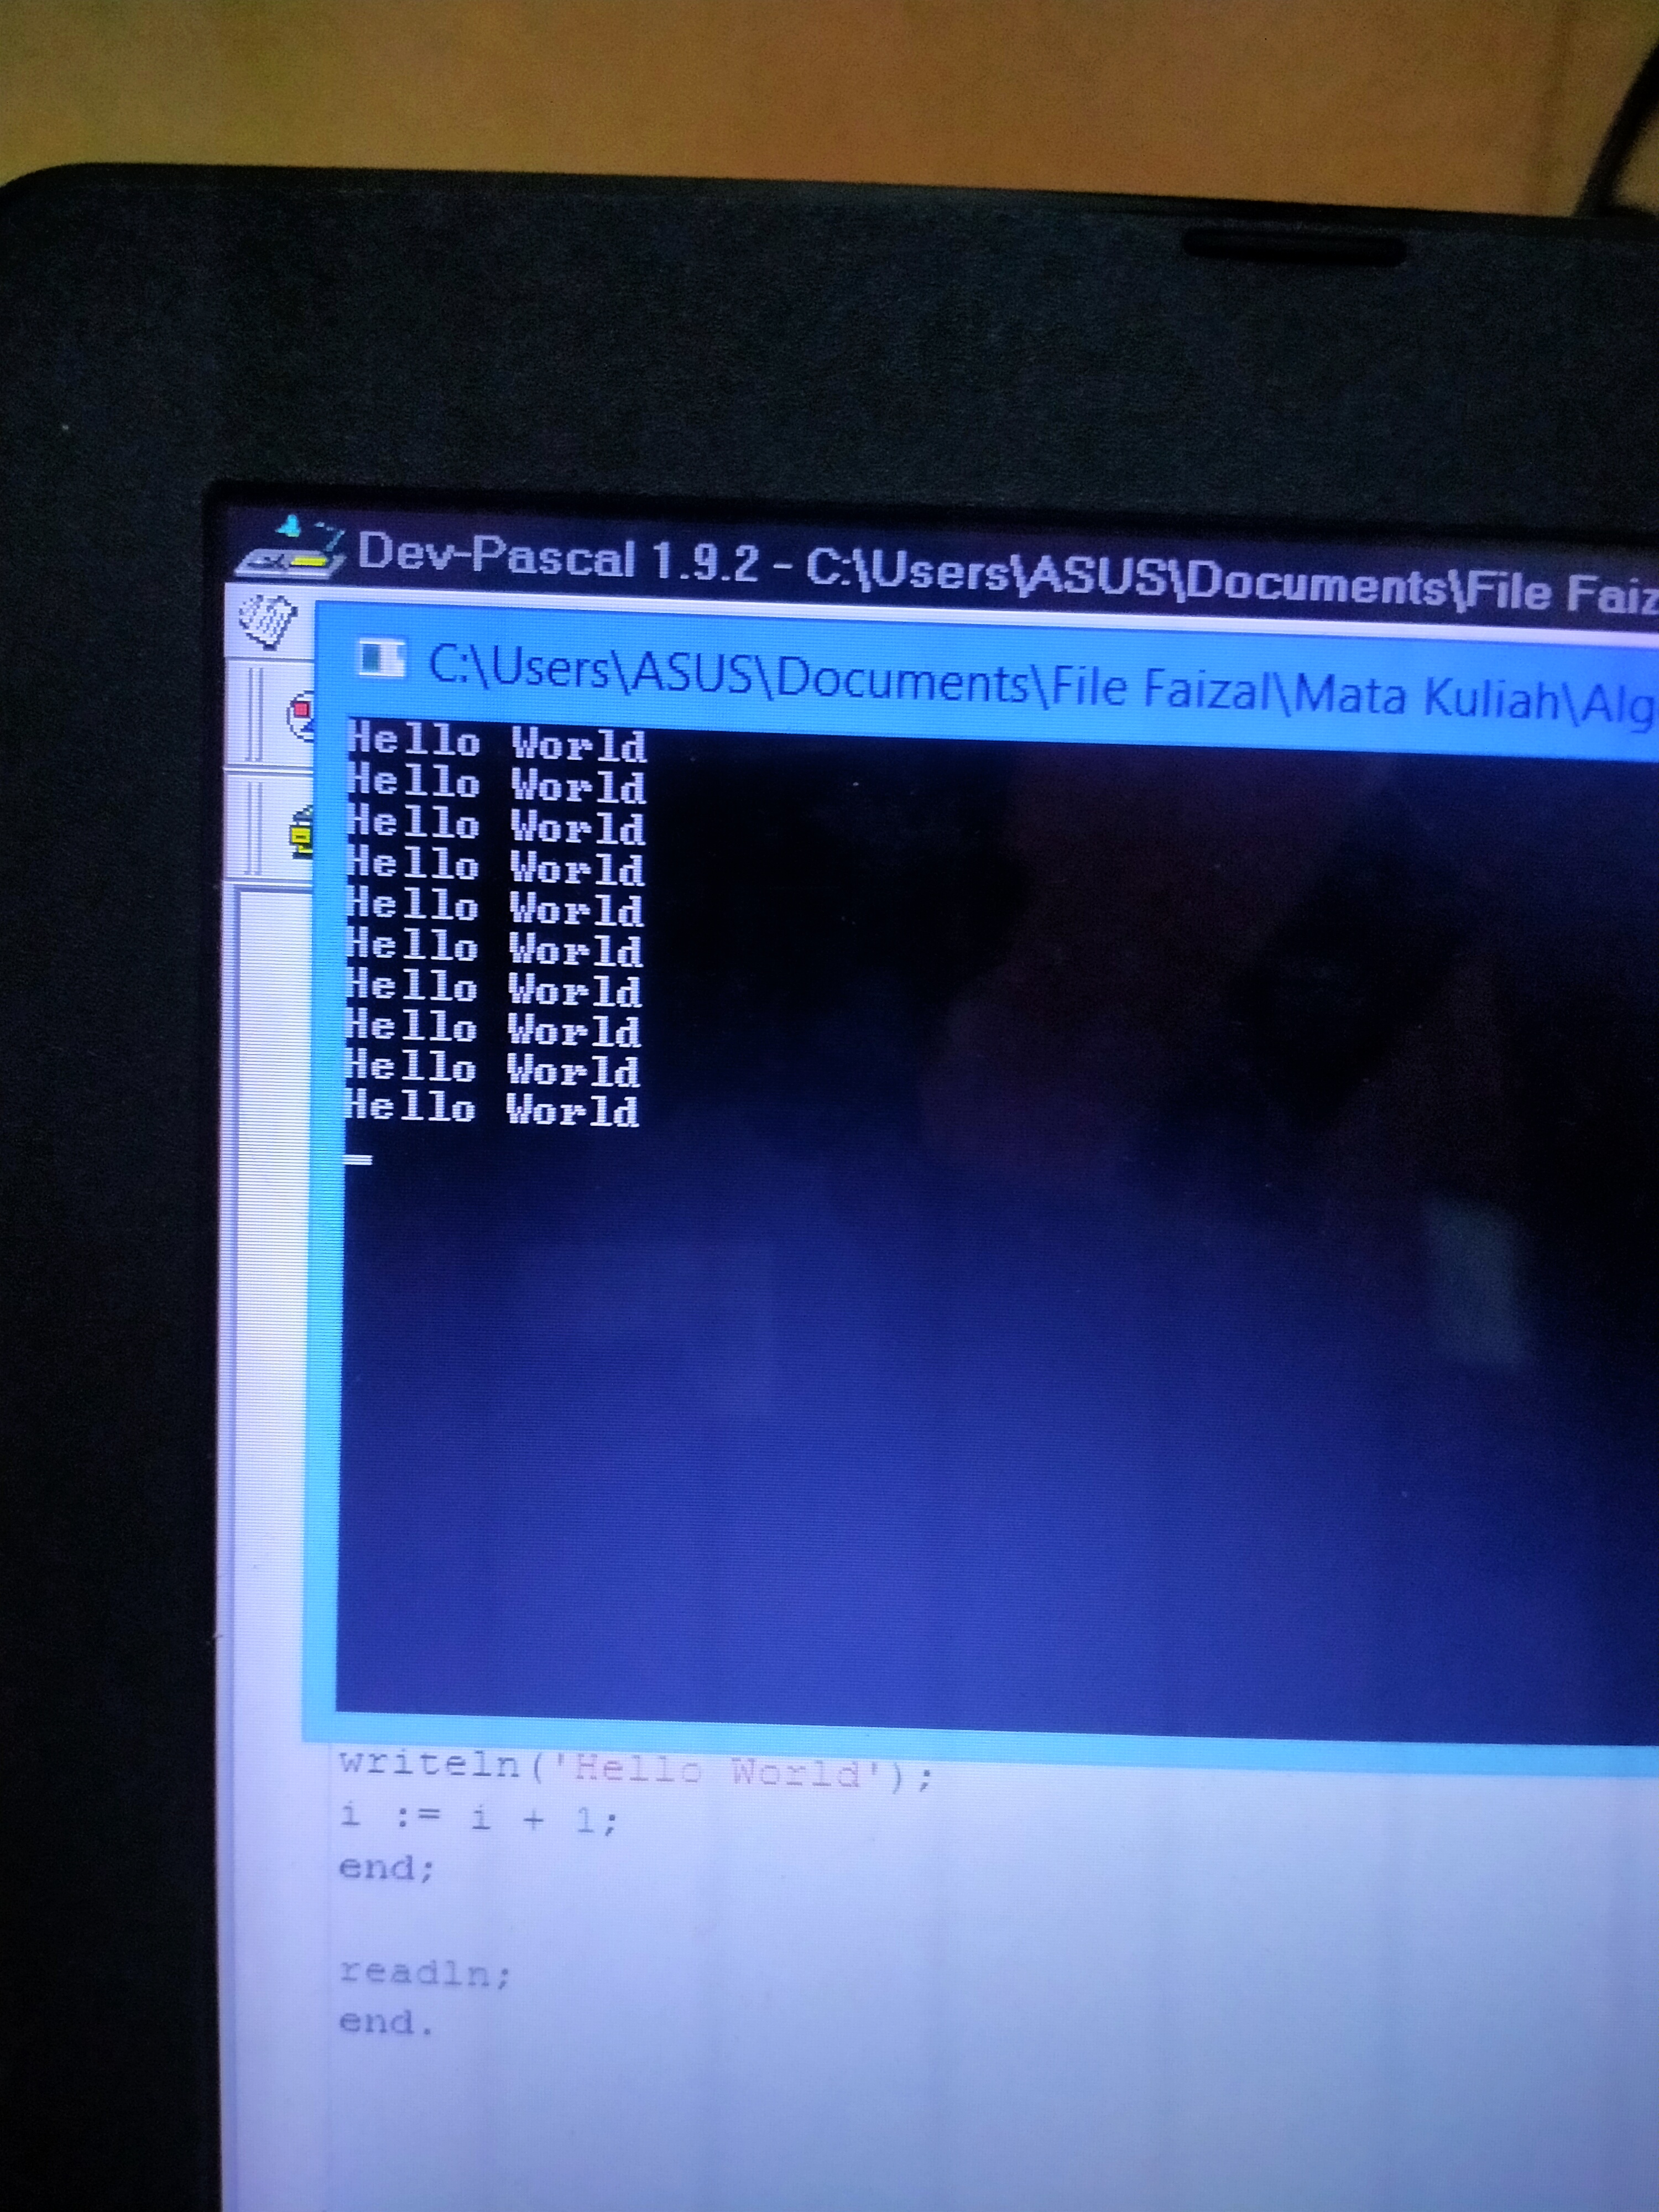 Dev-Pascal 1.9.2 - C:\Users\ASUS\Documents\File Faiz
C:\Users\ASUS\Documents\File Faizal\Mata Kuliah\Alg
Hello World
Hello World
Hello World
Hello World
Hello World
Hello World
Hello World
Hello World
Hello World
Hello World
writeln('Hello World');
i := i + 1;
end;
readln;
end.